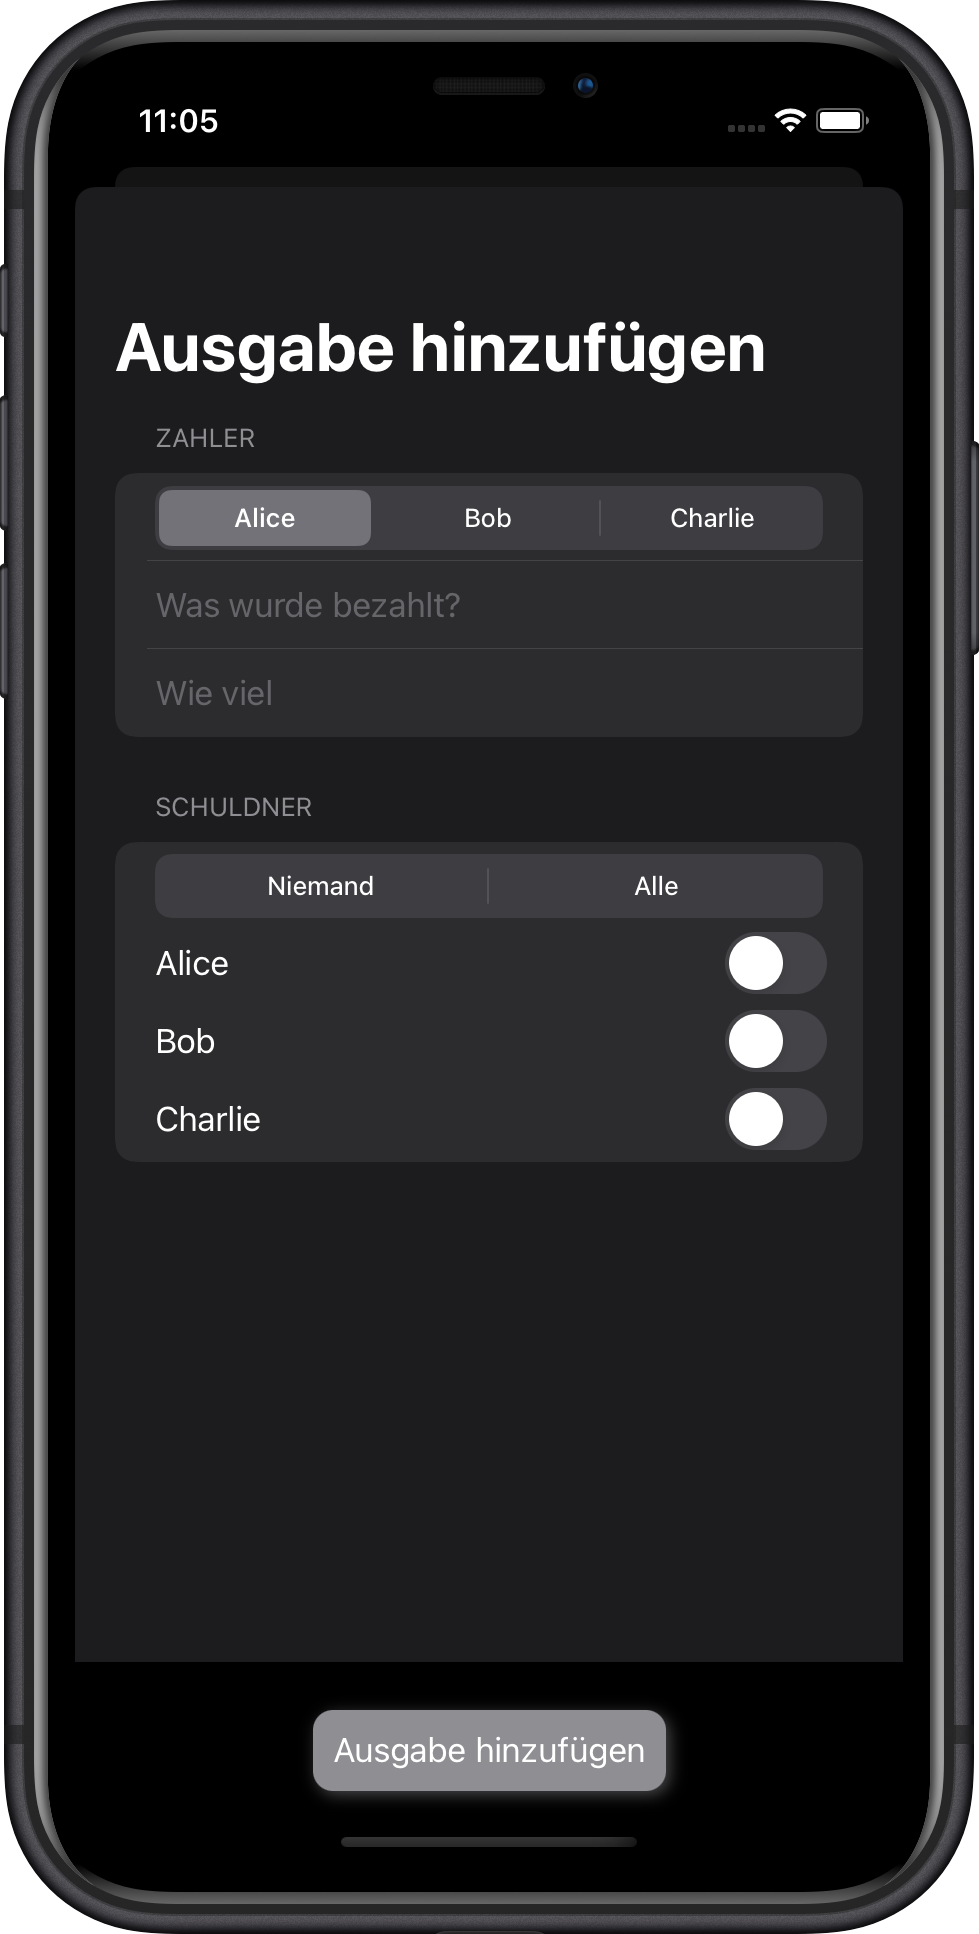 11:05
Ausgabe hinzufügen
ZAHLER
Alice Bob Charlie
Was wurde bezahlt?
Wie viel
SCHULDNER
Niemand Alle
Alice
Bob
Charlie
Ausgabe hinzufügen